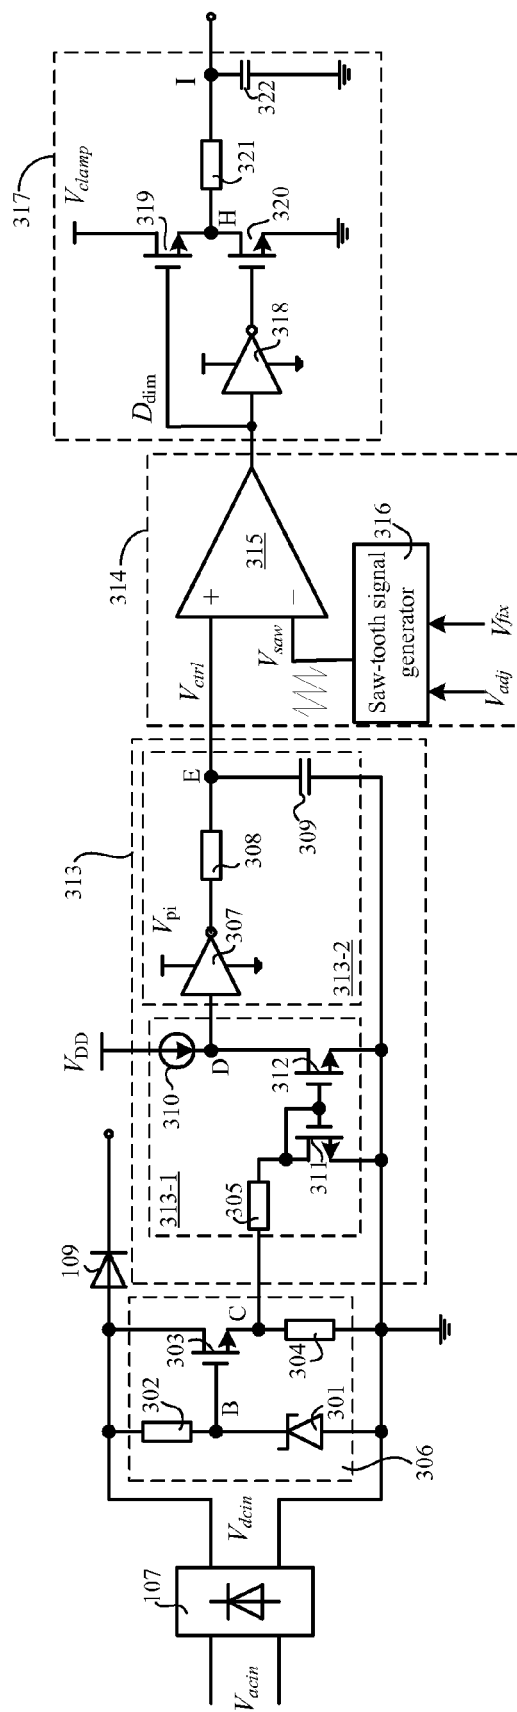 V_acin
107
V_dcin
306
302
B
301
303
C
304
109
313
313-1
305
311
312
V_DD
310
D
313-2
V_pi
307
308
E
309
V_ctrl
314
V_saw
+
−
315
Saw-tooth signal
generator
316
V_adj
V_fix
317
D_dim
318
V_clamp
319
H
320
321
I
322